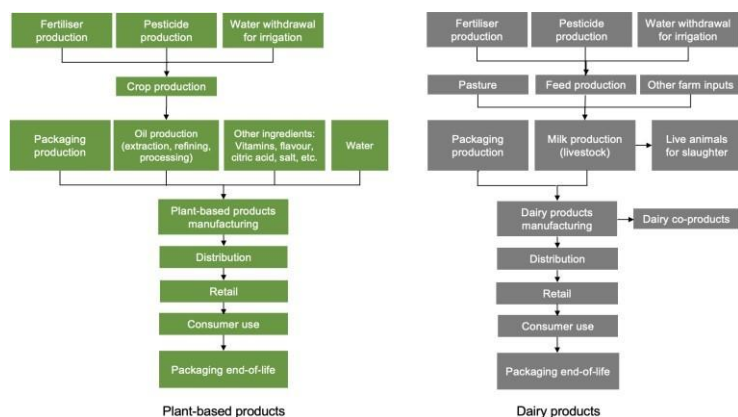 Fertiliser
production
Pesticide
production
Water withdrawal
for irrigation
Crop production
Packaging
production
Oil production
(extraction, refining,
processing)
Other ingredients:
Vitamins, flavour,
citric acid, salt, etc.
Water
Plant-based products
manufacturing
Distribution
Retail
Consumer use
Packaging end-of-life
Plant-based products
Fertiliser
production
Pesticide
production
Water withdrawal
for irrigation
Pasture
Feed production
Other farm inputs
Packaging
production
Milk production
(livestock)
Live animals
for slaughter
Dairy products
manufacturing
Dairy co-products
Distribution
Retail
Consumer use
Packaging end-of-life
Dairy products